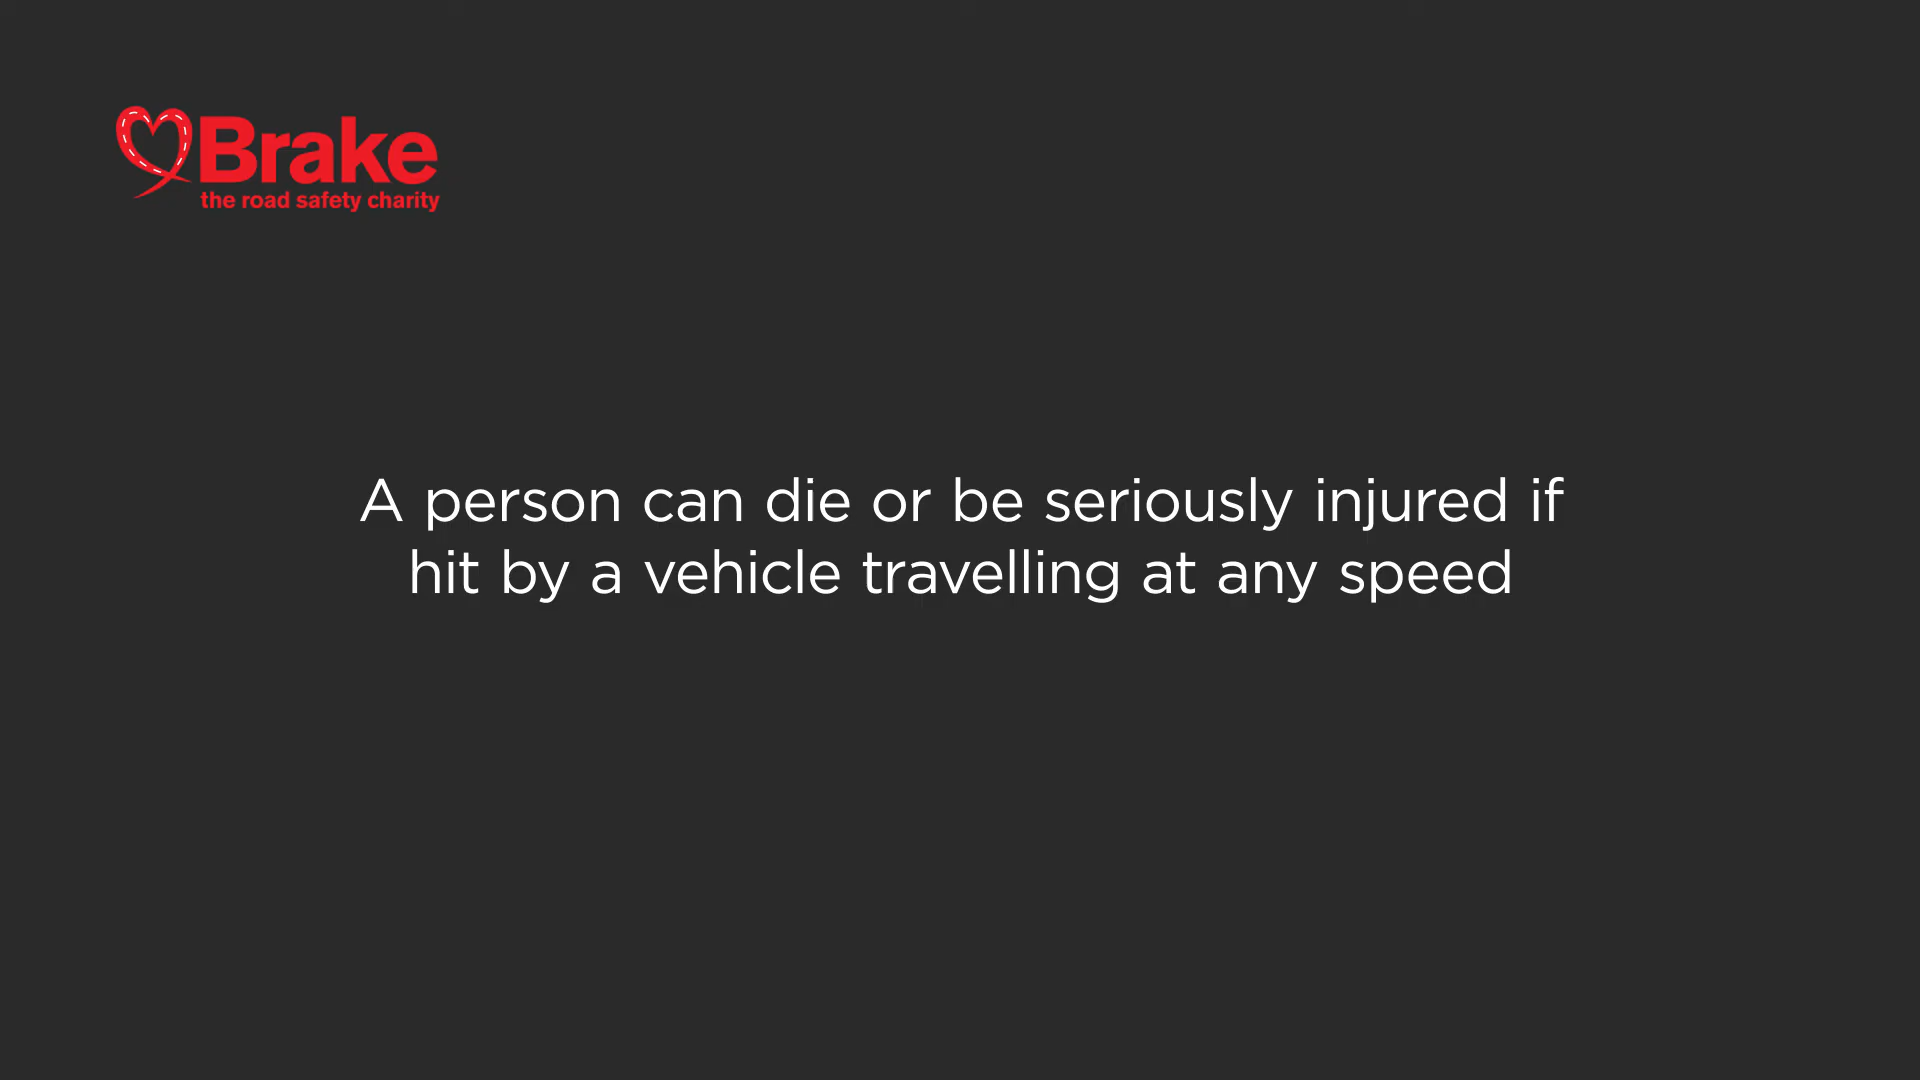 Brake
the road safety charity
A person can die or be seriously injured if
hit by a vehicle travelling at any speed